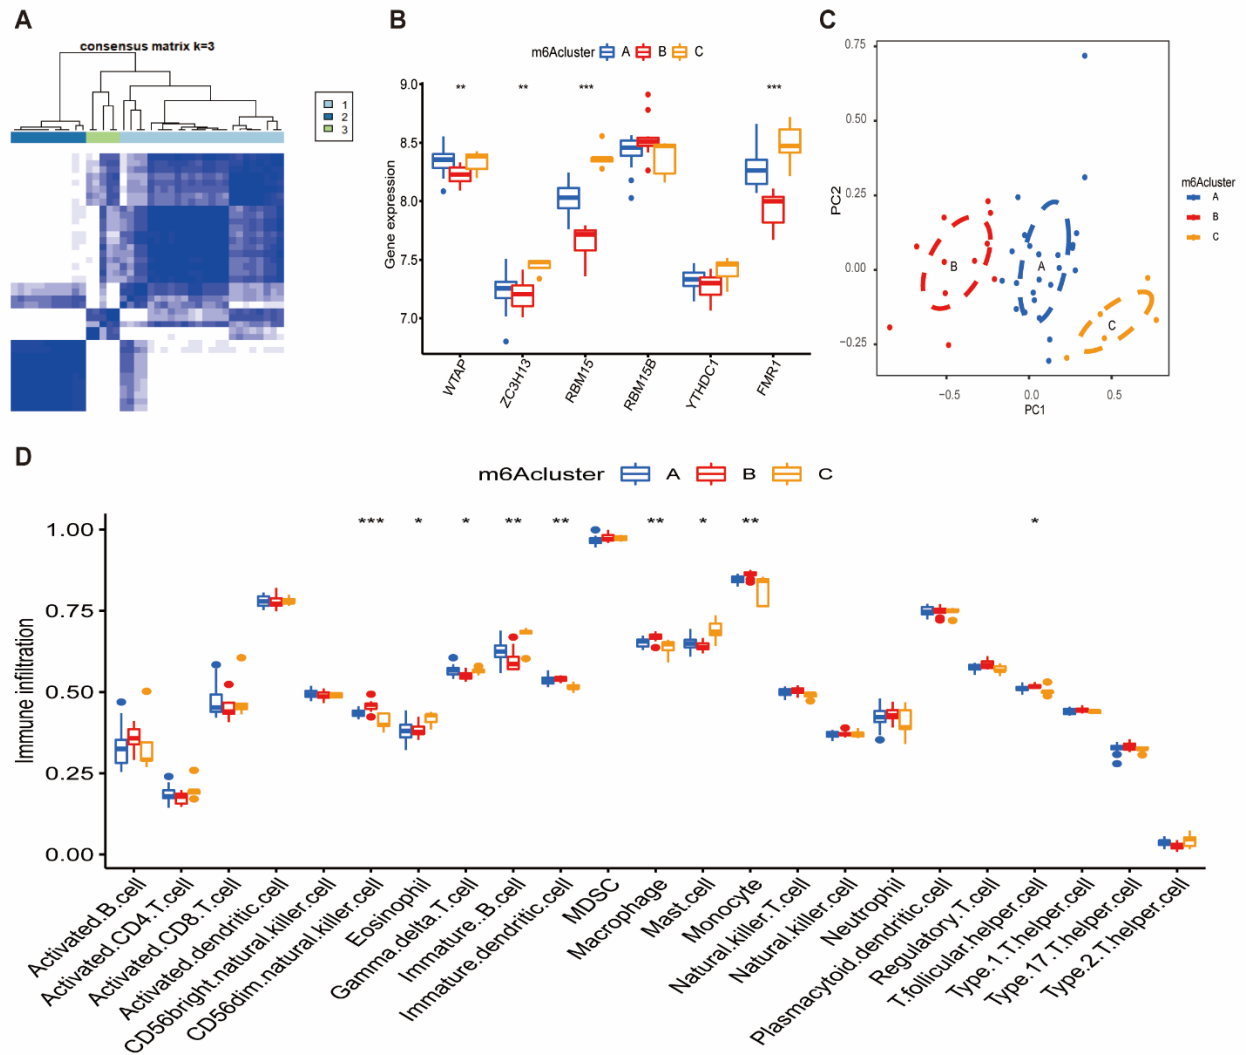 A
consensus matrix k=3
1
2
3
B
m6Acluster A B C
Gene expression
9.0
8.5
8.0
7.5
7.0
** ** *** ***
WTAP
ZC3H13
RBM15
RBM15B
YTHDC1
FMR1
C
PC2
0.75
0.50
0.25
0.00
−0.25
B
A
C
−0.5 0.0 0.5
PC1
m6Acluster
A
B
C
D
m6Acluster A B C
Immune infiltration
1.00
0.75
0.50
0.25
0.00
*** * * ** ** ** * ** *
Activated.B.cell
Activated.CD4.T.cell
Activated.CD8.T.cell
Activated.dendritic.cell
CD56bright.natural.killer.cell
CD56dim.natural.killer.cell
Eosinophil
Gamma.delta.T.cell
Immature..B.cell
Immature.dendritic.cell
MDSC
Macrophage
Mast.cell
Monocyte
Natural.killer.T.cell
Natural.killer.cell
Neutrophil
Plasmacytoid.dendritic.cell
Regulatory.T.cell
T.follicular.helper.cell
Type.1.T.helper.cell
Type.17.T.helper.cell
Type.2.T.helper.cell